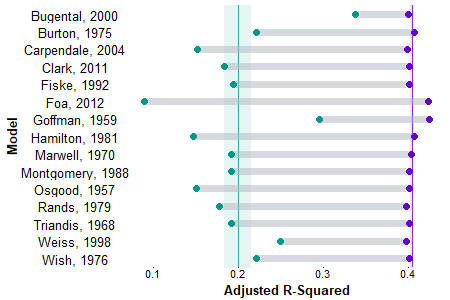 Bugental, 2000
Burton, 1975
Carpendale, 2004
Clark, 2011
Fiske, 1992
Foa, 2012
Goffman, 1959
Hamilton, 1981
Marwell, 1970
Montgomery, 1988
Osgood, 1957
Rands, 1979
Triandis, 1968
Weiss, 1998
Wish, 1976
Model
0.1 0.2 0.3 0.4
Adjusted R-Squared